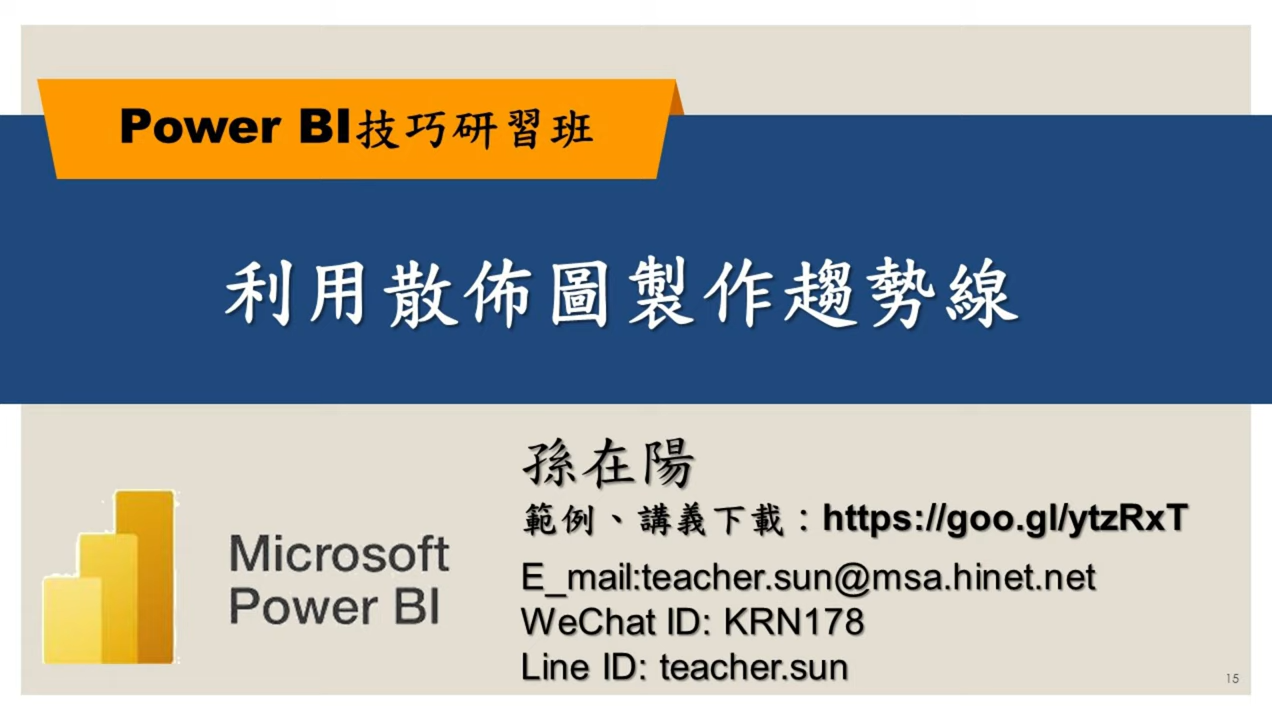 Power BI技巧研習班
利用散佈圖製作趨勢線
孫在陽
範例、講義下載：https://goo.gl/ytzRxT
Microsoft
Power BI
E_mail:teacher.sun@msa.hinet.net
WeChat ID: KRN178
Line ID: teacher.sun
15